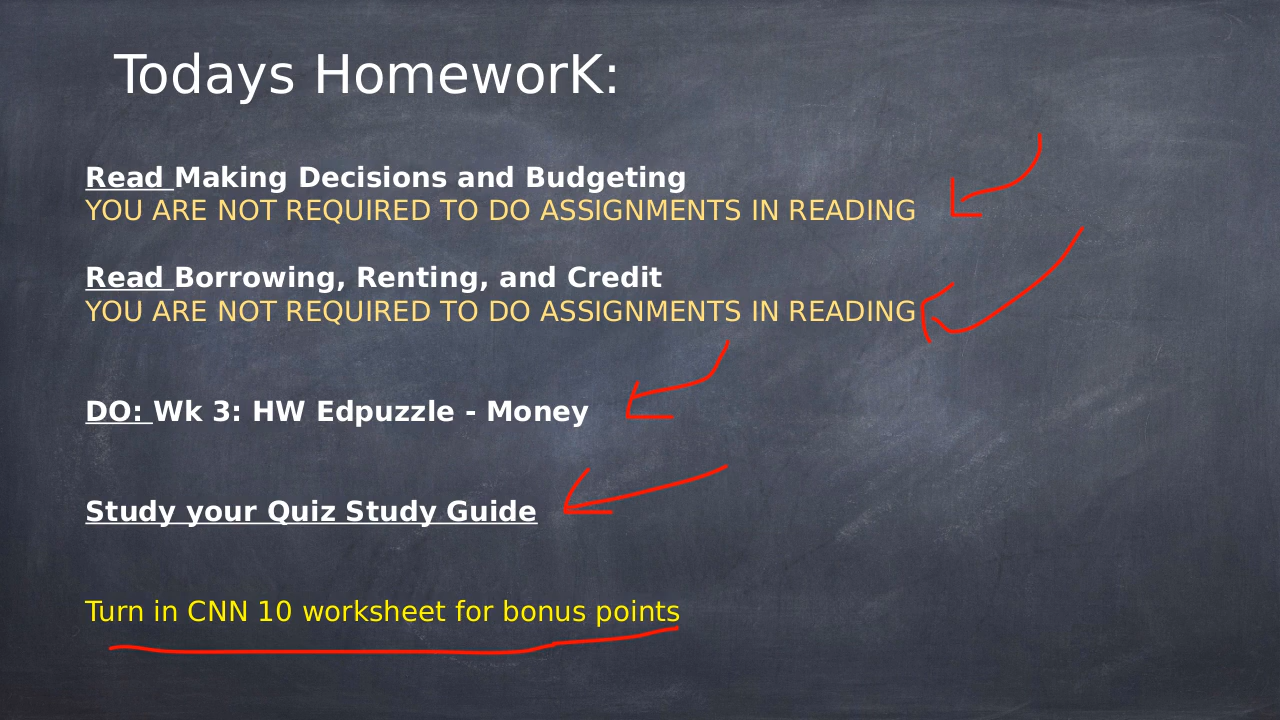 Todays HomeworK:
Read Making Decisions and Budgeting
YOU ARE NOT REQUIRED TO DO ASSIGNMENTS IN READING
Read Borrowing, Renting, and Credit
YOU ARE NOT REQUIRED TO DO ASSIGNMENTS IN READING
DO: Wk 3: HW Edpuzzle - Money
Study your Quiz Study Guide
Turn in CNN 10 worksheet for bonus points